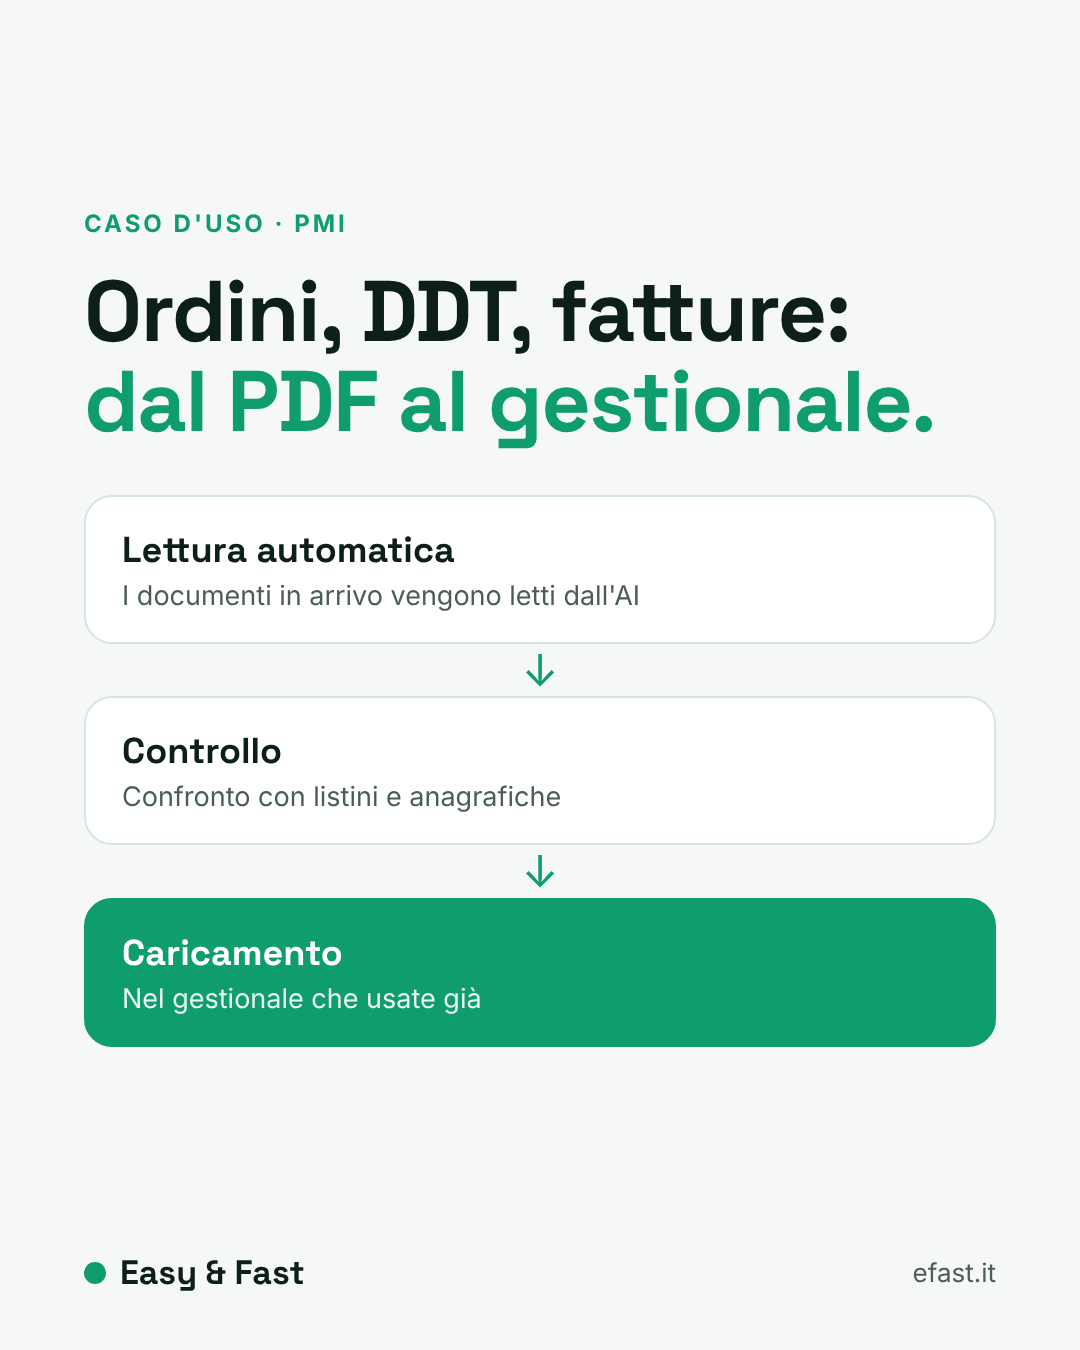 CASO D'USO · PMI
Ordini, DDT, fatture:
dal PDF al gestionale.
Lettura automatica
I documenti in arrivo vengono letti dall'AI
Controllo
Confronto con listini e anagrafiche
Caricamento
Nel gestionale che usate già
Easy & Fast
efast.it